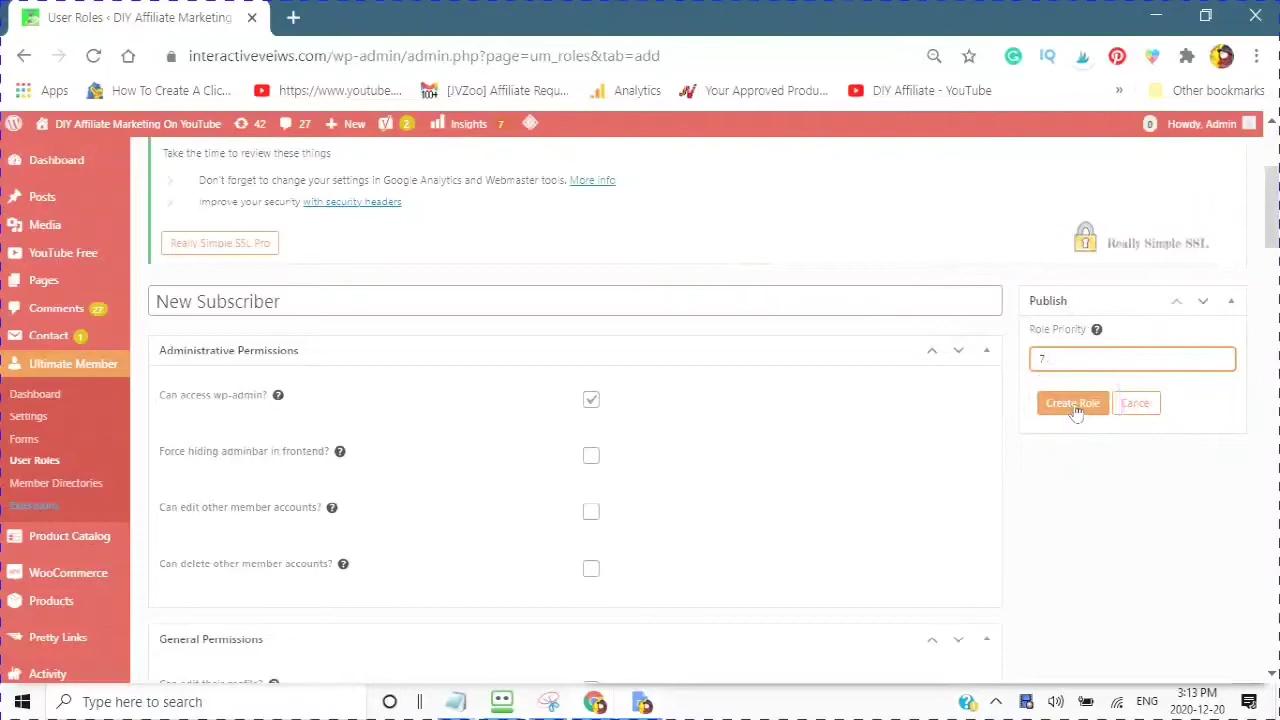 User Roles ‹ DIY Affiliate Marketing
interactiveveiws.com/wp-admin/admin.php?page=um_roles&tab=add
Apps
How To Create A Clic...
https://www.youtube....
[JVZoo] Affiliate Requ...
Analytics
Your Approved Produ...
DIY Affiliate - YouTube
»
Other bookmarks
DIY Affiliate Marketing On YouTube
42
27
New
2
Insights 7
0
Howdy, Admin
Dashboard
Posts
Media
YouTube Free
Pages
Comments 27
Contact 1
Ultimate Member
Dashboard
Settings
Forms
User Roles
Member Directories
Extensions
Product Catalog
WooCommerce
Products
Pretty Links
Activity
Take the time to review these things
Don't forget to change your settings in Google Analytics and Webmaster tools. More info
Improve your security with security headers
Really Simple SSL Pro
Really Simple SSL
New Subscriber
Administrative Permissions
Can access wp-admin?
Force hiding adminbar in frontend?
Can edit other member accounts?
Can delete other member accounts?
General Permissions
Can edit their profile?
Publish
Role Priority
7
Create Role
Cancel
Type here to search
ENG
3:13 PM
2020-12-20